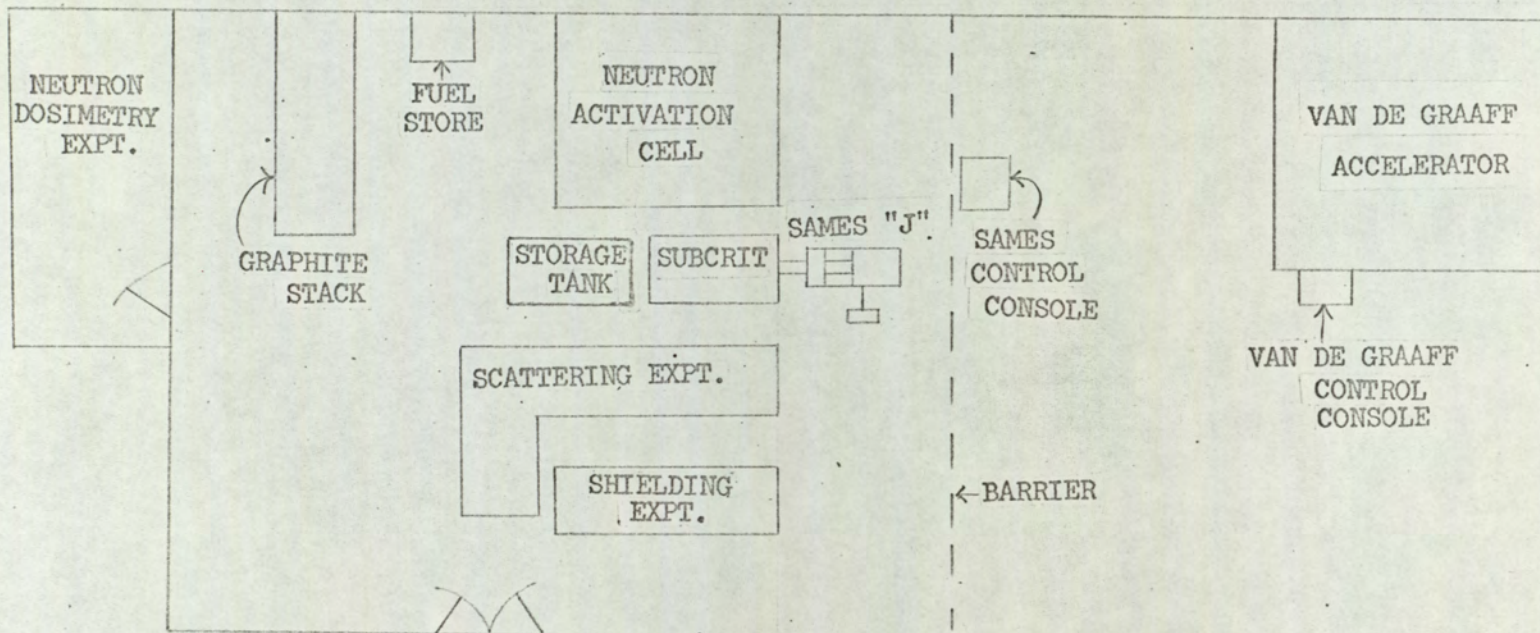 NEUTRON
DOSIMETRY
EXPT.
GRAPHITE
STACK
FUEL
STORE
NEUTRON
ACTIVATION
CELL
STORAGE
TANK
SUBCRIT
SAMES "J"
SCATTERING EXPT.
SHIELDING
EXPT.
SAMES
CONTROL
CONSOLE
BARRIER
VAN DE GRAAFF
ACCELERATOR
VAN DE GRAAFF
CONTROL
CONSOLE